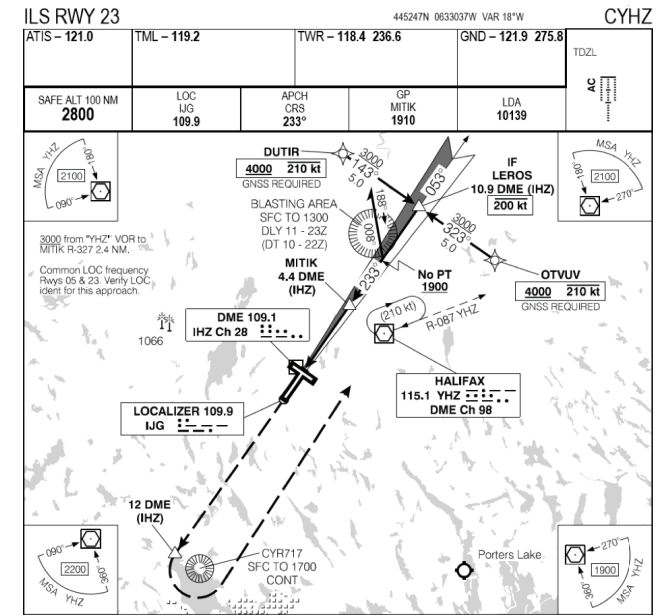 ILS RWY 23
445247N 0633037W VAR 18°W
CYHZ
ATIS – 121.0
TML – 119.2
TWR – 118.4 236.6
GND – 121.9 275.8
TDZL
AC
SAFE ALT 100 NM
2800
LOC
IJG
109.9
APCH
CRS
233°
GP
MITIK
1910
LDA
10139
MSA YHZ
180°
2100
090°
DUTIR
4000 210 kt
GNSS REQUIRED
3000
143°
5.0
053°
IF
LEROS
10.9 DME (IHZ)
200 kt
MSA YHZ
180°
2100
270°
BLASTING AREA
SFC TO 1300
DLY 11 - 23Z
(DT 10 - 22Z)
188°
008°
3000
323°
5.0
3000 from "YHZ" VOR to
MITIK R-327 2.4 NM.
Common LOC frequency
Rwys 05 & 23. Verify LOC
ident for this approach.
MITIK
4.4 DME
(IHZ)
233°
No PT
1900
OTVUV
4000 210 kt
GNSS REQUIRED
1066
DME 109.1
IHZ Ch 28
(210 kt)
R-087 YHZ
HALIFAX
115.1 YHZ
DME Ch 98
LOCALIZER 109.9
IJG
12 DME
(IHZ)
CYR717
SFC TO 1700
CONT
Porters Lake
090°
360°
2200
MSA YHZ
270°
360°
1900
MSA YHZ